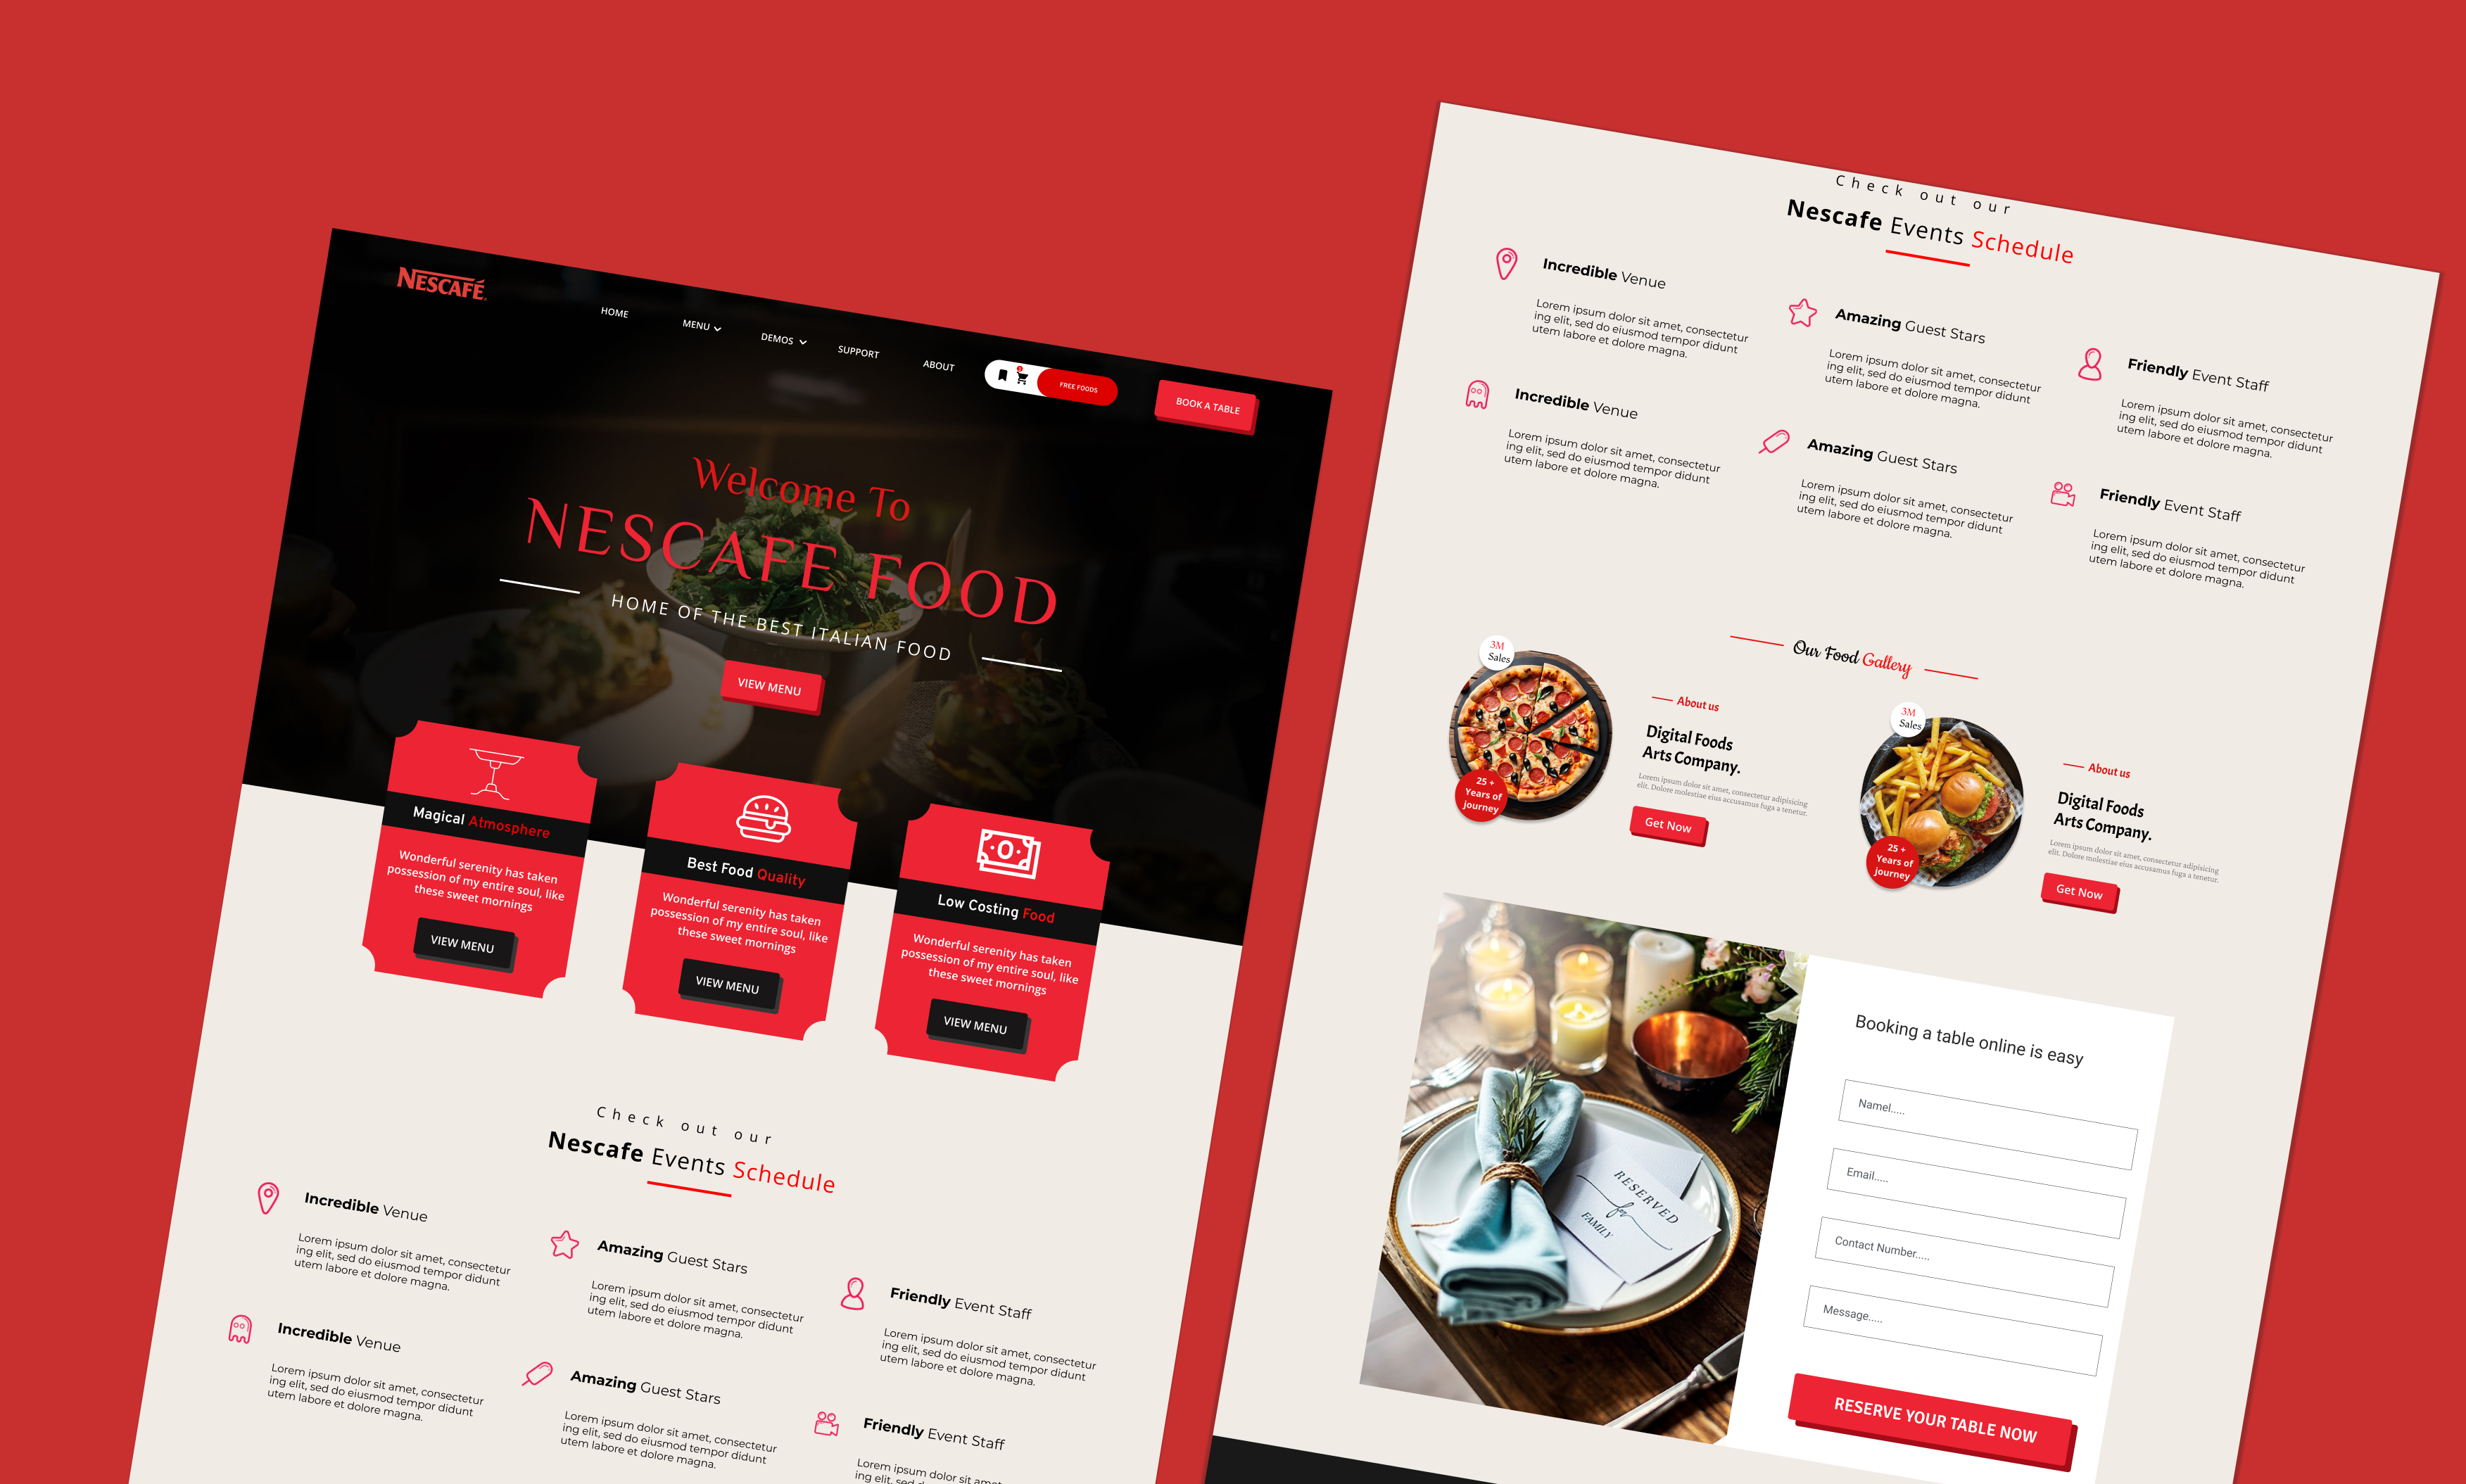 NESCAFÉ
HOME
MENU
DEMOS
SUPPORT
ABOUT
FREE FOODS
BOOK A TABLE
Welcome To
NESCAFE FOOD
HOME OF THE BEST ITALIAN FOOD
VIEW MENU
Magical Atmosphere
Wonderful serenity has taken
possession of my entire soul, like
these sweet mornings
VIEW MENU
Best Food Quality
Wonderful serenity has taken
possession of my entire soul, like
these sweet mornings
VIEW MENU
Low Costing Food
Wonderful serenity has taken
possession of my entire soul, like
these sweet mornings
VIEW MENU
Check out our
Nescafe Events Schedule
Incredible Venue
Lorem ipsum dolor sit amet, consectetur
ing elit, sed do eiusmod tempor didunt
utem labore et dolore magna.
Amazing Guest Stars
Lorem ipsum dolor sit amet, consectetur
ing elit, sed do eiusmod tempor didunt
utem labore et dolore magna.
Friendly Event Staff
Lorem ipsum dolor sit amet, consectetur
ing elit, sed do eiusmod tempor didunt
utem labore et dolore magna.
Incredible Venue
Lorem ipsum dolor sit amet, consectetur
ing elit, sed do eiusmod tempor didunt
utem labore et dolore magna.
Amazing Guest Stars
Lorem ipsum dolor sit amet, consectetur
ing elit, sed do eiusmod tempor didunt
utem labore et dolore magna.
Friendly Event Staff
Lorem ipsum dolor sit amet, consectetur
ing elit, sed do eiusmod
Check out our
Nescafe Events Schedule
Incredible Venue
Lorem ipsum dolor sit amet, consectetur
ing elit, sed do eiusmod tempor didunt
utem labore et dolore magna.
Amazing Guest Stars
Lorem ipsum dolor sit amet, consectetur
ing elit, sed do eiusmod tempor didunt
utem labore et dolore magna.
Friendly Event Staff
Lorem ipsum dolor sit amet, consectetur
ing elit, sed do eiusmod tempor didunt
utem labore et dolore magna.
Incredible Venue
Lorem ipsum dolor sit amet, consectetur
ing elit, sed do eiusmod tempor didunt
utem labore et dolore magna.
Amazing Guest Stars
Lorem ipsum dolor sit amet, consectetur
ing elit, sed do eiusmod tempor didunt
utem labore et dolore magna.
Friendly Event Staff
Lorem ipsum dolor sit amet, consectetur
ing elit, sed do eiusmod tempor didunt
utem labore et dolore magna.
Our Food Gallery
3M
Sales
25 +
Years of
journey
About us
Digital Foods
Arts Company.
Lorem ipsum dolor sit amet, consectetur adipisicing
elit. Dolore molestiae eius accusamus fuga a tenetur.
Get Now
3M
Sales
25 +
Years of
journey
About us
Digital Foods
Arts Company.
Lorem ipsum dolor sit amet, consectetur adipisicing
elit. Dolore molestiae eius accusamus fuga a tenetur.
Get Now
RESERVED
for
FAMILY
Booking a table online is easy
Namel.....
Email.....
Contact Number.....
Message.....
RESERVE YOUR TABLE NOW